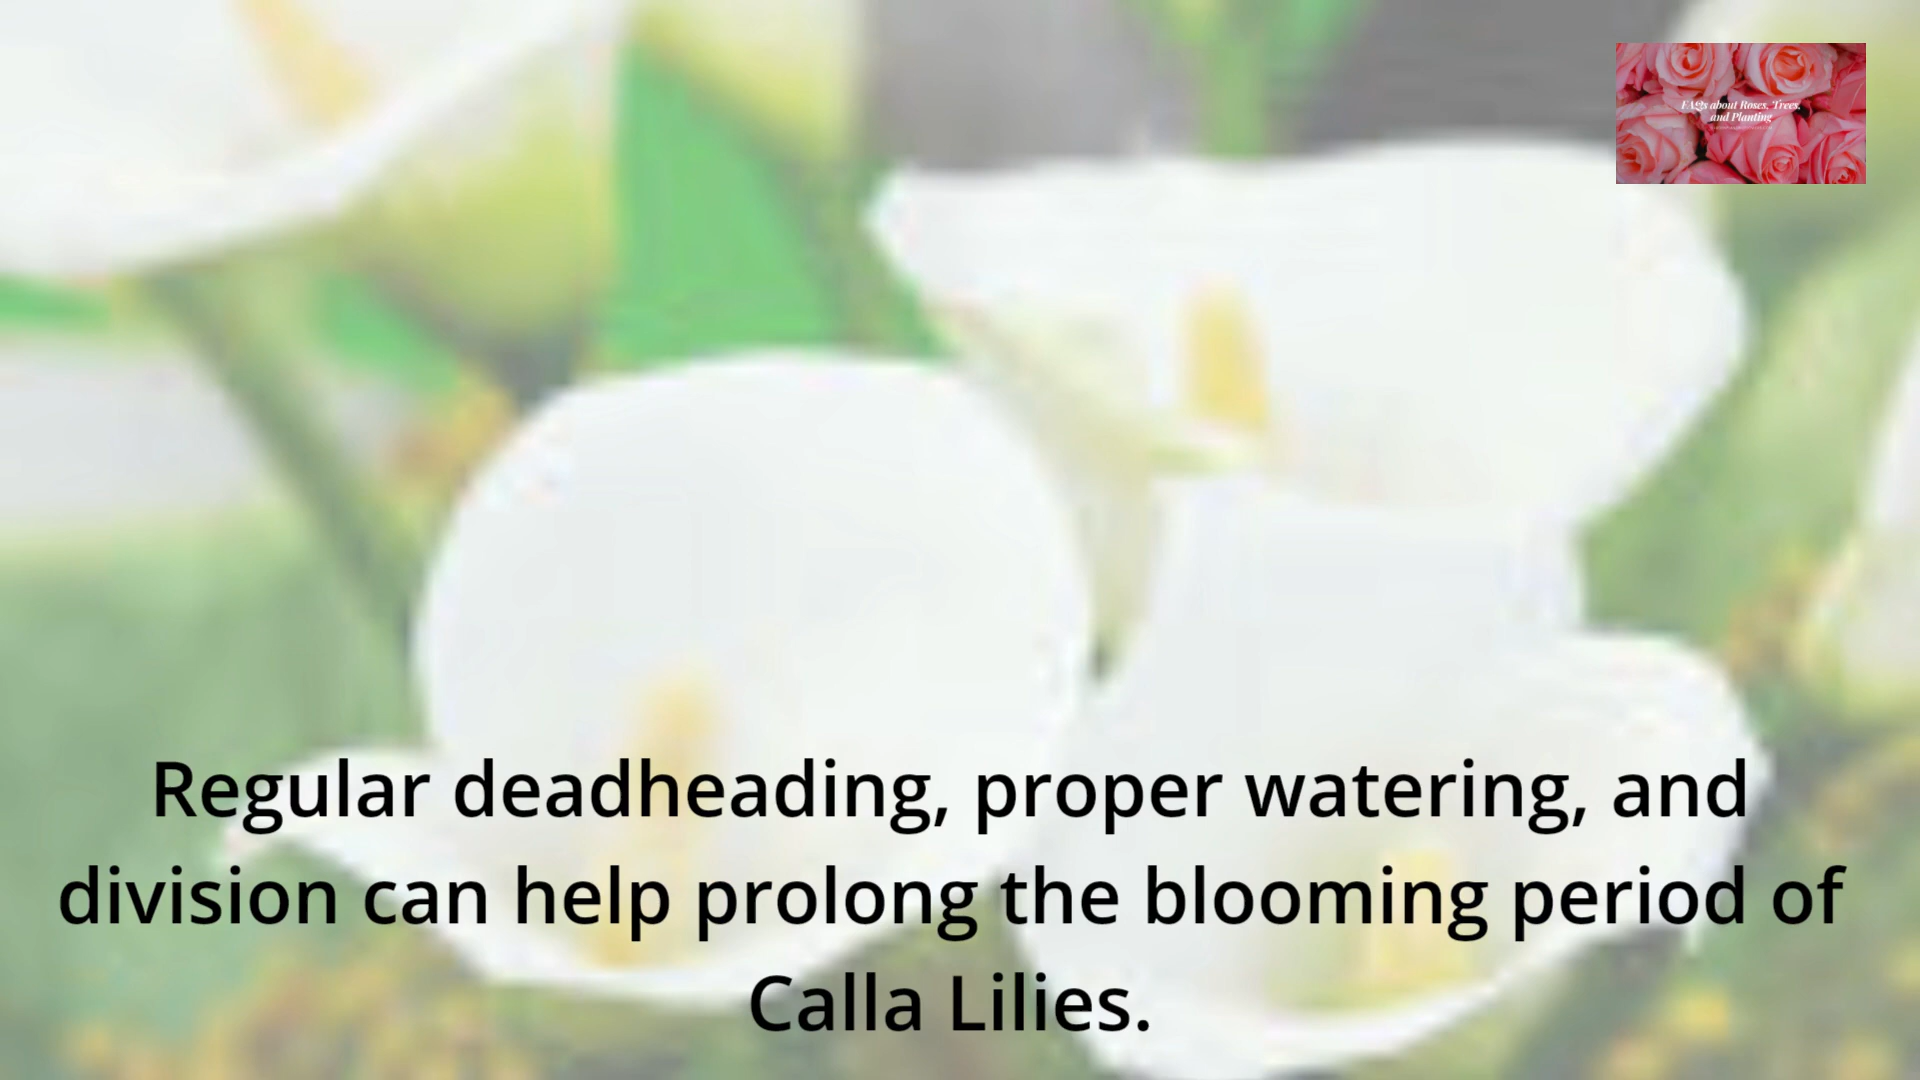 FAQs about Roses, Trees,
and Planting
Regular deadheading, proper watering, and
division can help prolong the blooming period of
Calla Lilies.